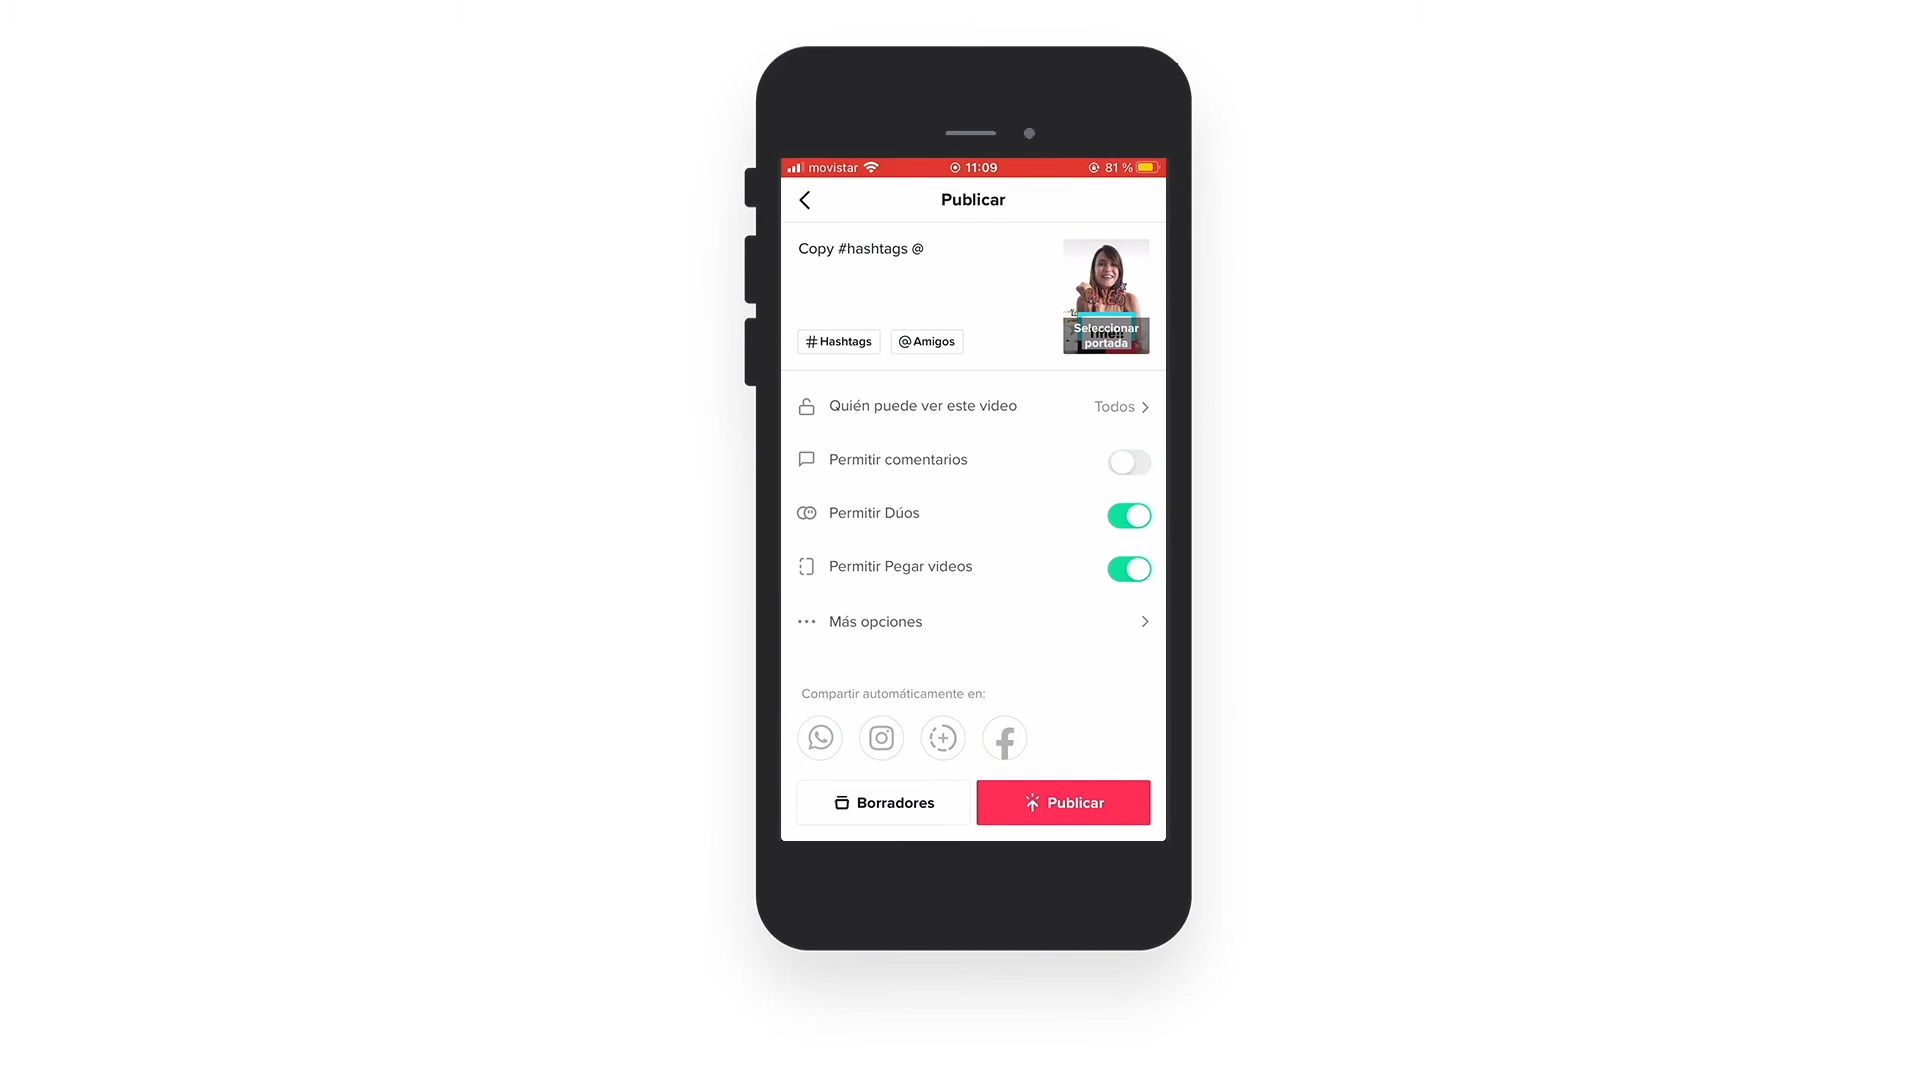 movistar 11:09 81 %
Publicar
Copy #hashtags @
Seleccionar
portada
#Hashtags @Amigos
Quién puede ver este video Todos
Permitir comentarios
Permitir Dúos
Permitir Pegar videos
Más opciones
Compartir automáticamente en:
Borradores Publicar